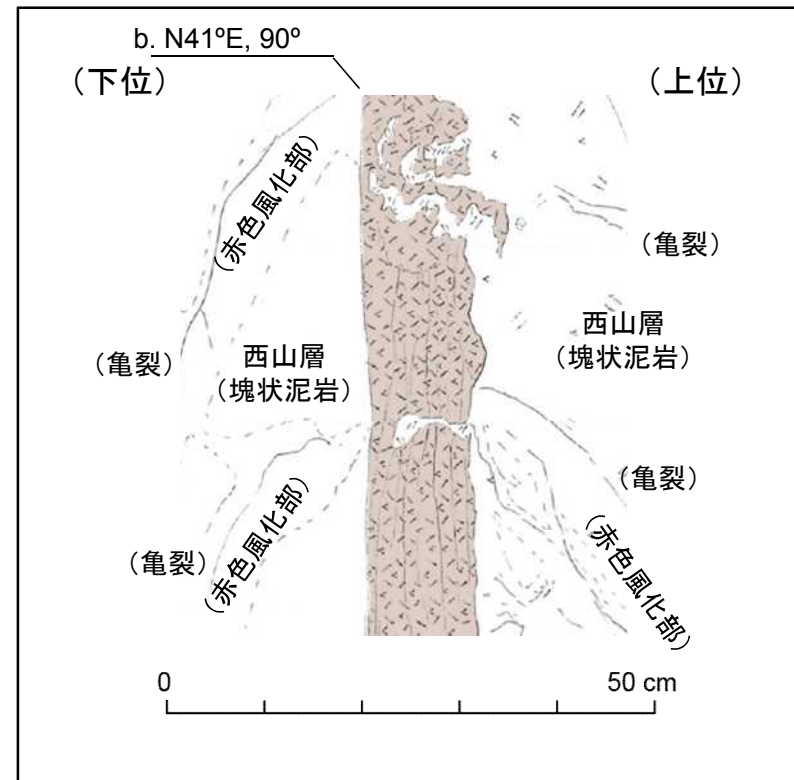 b. N41ºE, 90º
（下位）
（上位）
（赤色風化部）
（亀裂）
（亀裂）
西山層
（塊状泥岩）
西山層
（塊状泥岩）
（亀裂）
（赤色風化部）
（亀裂）
（赤色風化部）
0
50 cm